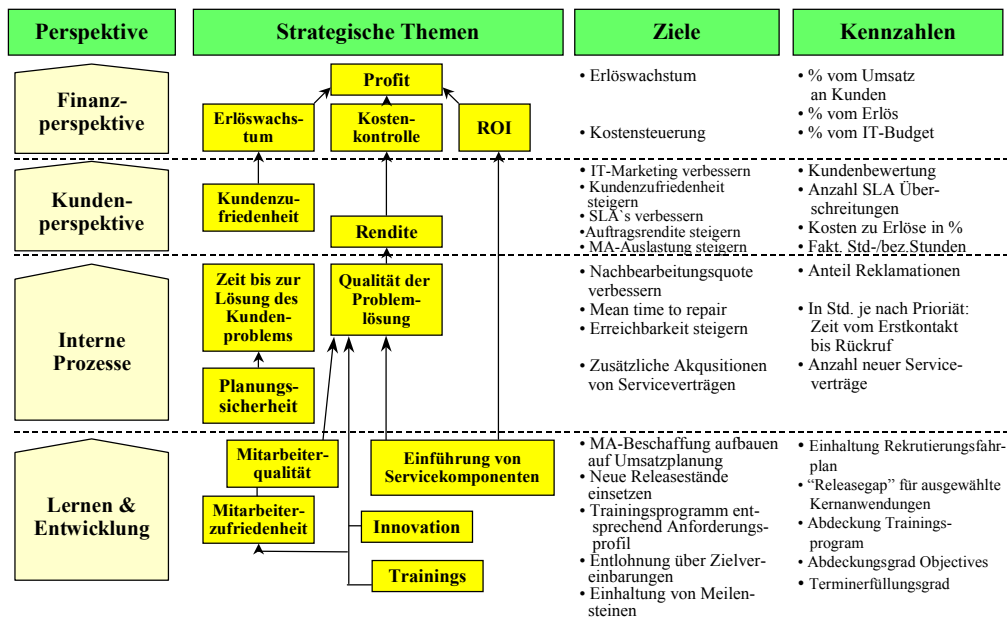 Perspektive
Strategische Themen
Ziele
Kennzahlen
Finanz-
perspektive
Profit
Erlöswachs-
tum
Kosten-
kontrolle
ROI
• Erlöswachstum
• Kostensteuerung
• % vom Umsatz
an Kunden
• % vom Erlös
• % vom IT-Budget
Kunden-
perspektive
Kundenzu-
friedenheit
Rendite
• IT-Marketing verbessern
• Kundenzufriedenheit
steigern
• SLA`s verbessern
•Auftragsrendite steigern
• MA-Auslastung steigern
• Kundenbewertung
• Anzahl SLA Über-
schreitungen
• Kosten zu Erlöse in %
• Fakt. Std-/bez.Stunden
Interne
Prozesse
Zeit bis zur
Lösung des
Kunden-
problems
Qualität der
Problem-
lösung
Planungs-
sicherheit
• Nachbearbeitungsquote
verbessern
• Mean time to repair
• Erreichbarkeit steigern
• Zusätzliche Akqusitionen
von Serviceverträgen
• Anteil Reklamationen
• In Std. je nach Prioriät:
Zeit vom Erstkontakt
bis Rückruf
• Anzahl neuer Service-
verträge
Lernen &
Entwicklung
Mitarbeiter-
qualität
Einführung von
Servicekomponenten
Mitarbeiter-
zufriedenheit
Innovation
Trainings
• MA-Beschaffung aufbauen
auf Umsatzplanung
• Neue Releasestände
einsetzen
• Trainingsprogramm ent-
sprechend Anforderungs-
profil
• Entlohnung über Zielver-
einbarungen
• Einhaltung von Meilen-
steinen
• Einhaltung Rekrutierungsfahr-
plan
• “Releasegap” für ausgewählte
Kernanwendungen
• Abdeckung Trainings-
program
• Abdeckungsgrad Objectives
• Terminerfüllungsgrad